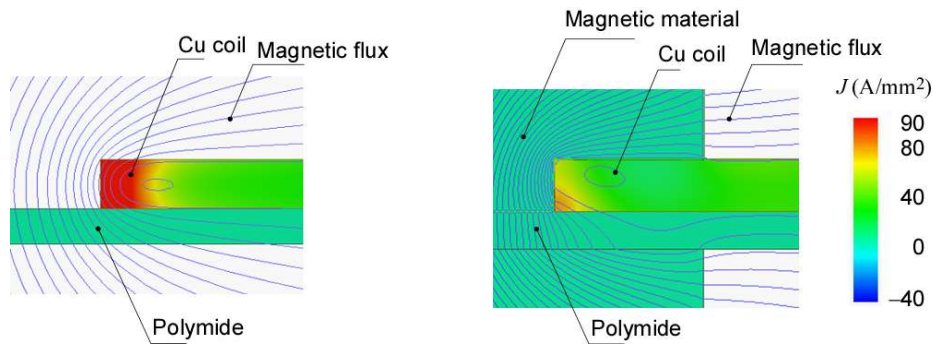 Cu coil
Magnetic flux
Polymide
Magnetic material
Magnetic flux
Cu coil
Polymide
J (A/mm²)
90
80
40
0
–40